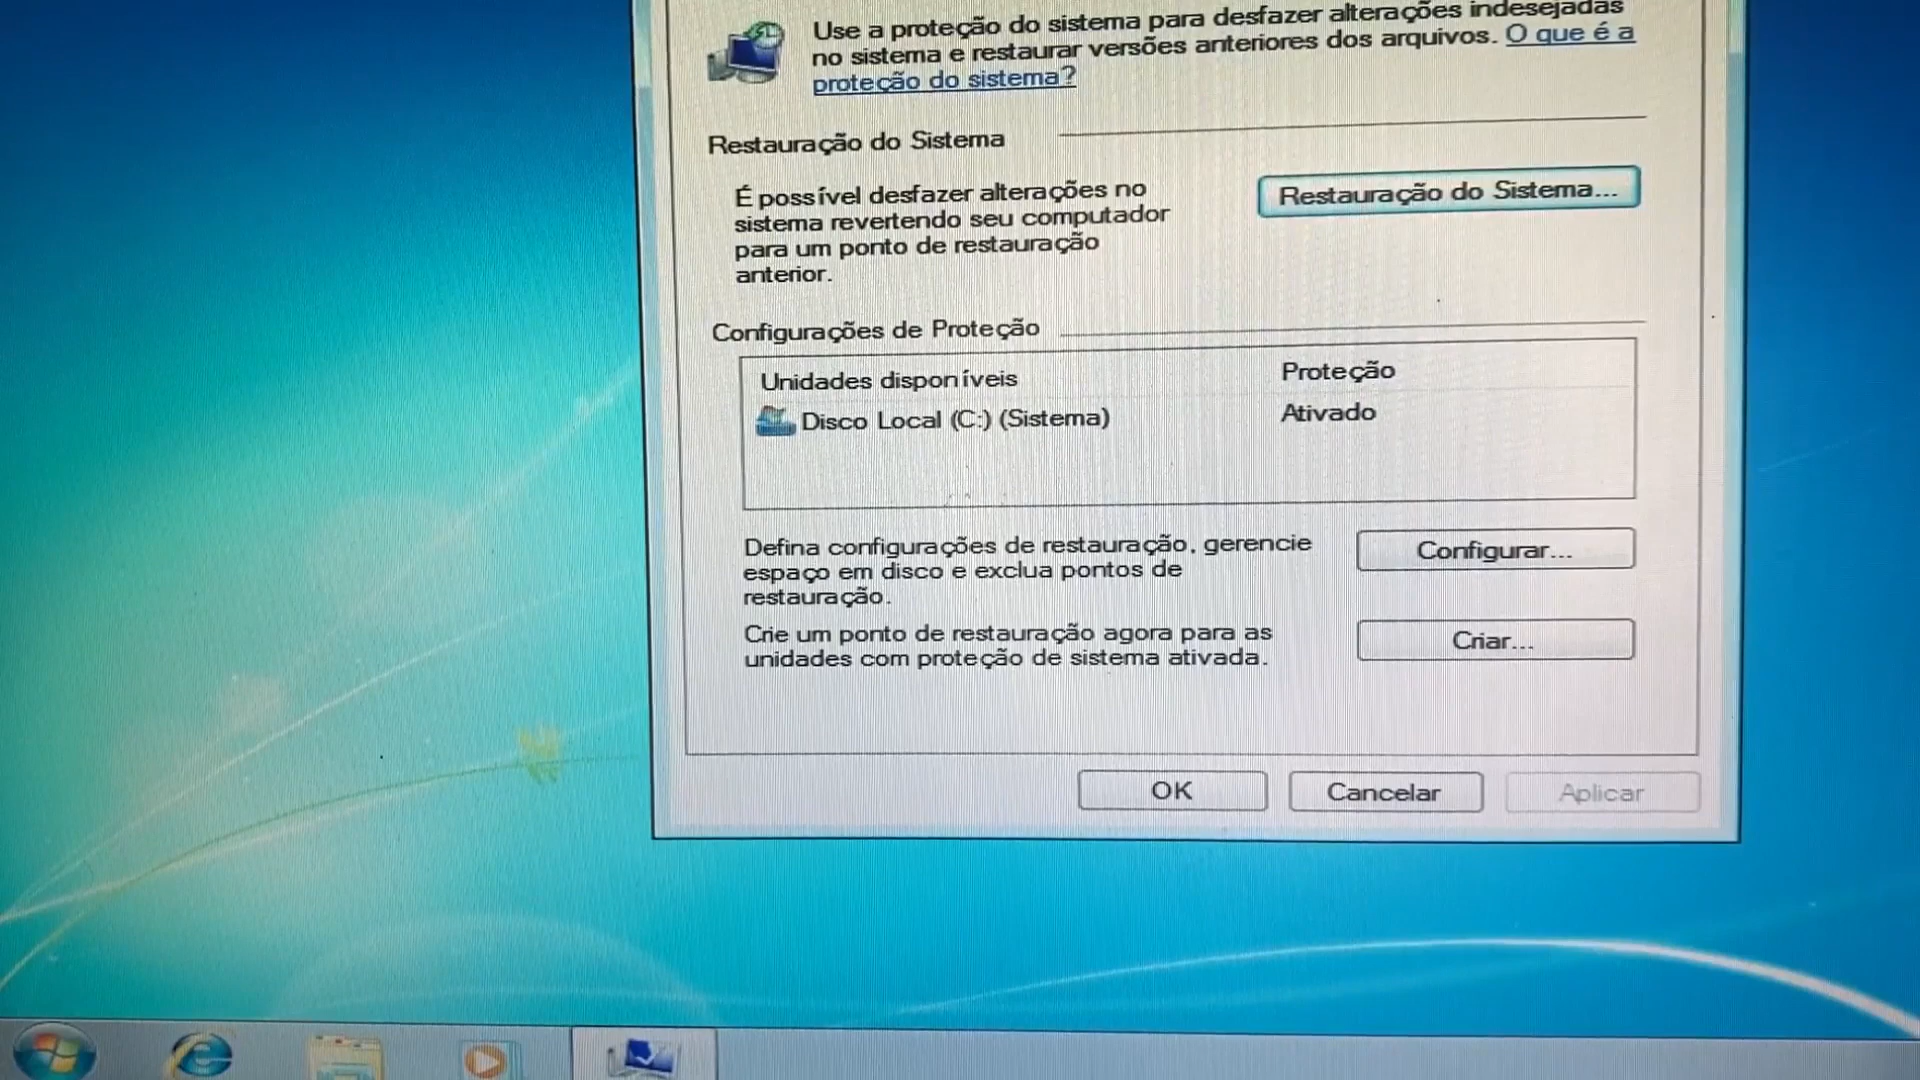 Use a proteção do sistema para desfazer alterações indesejadas
no sistema e restaurar versões anteriores dos arquivos. O que é a
proteção do sistema?
Restauração do Sistema
É possível desfazer alterações no
sistema revertendo seu computador
para um ponto de restauração
anterior.
Restauração do Sistema...
Configurações de Proteção
Unidades disponíveis
Proteção
Disco Local (C:) (Sistema)
Ativado
Defina configurações de restauração, gerencie
espaço em disco e exclua pontos de
restauração.
Configurar...
Crie um ponto de restauração agora para as
unidades com proteção de sistema ativada.
Criar...
OK
Cancelar
Aplicar